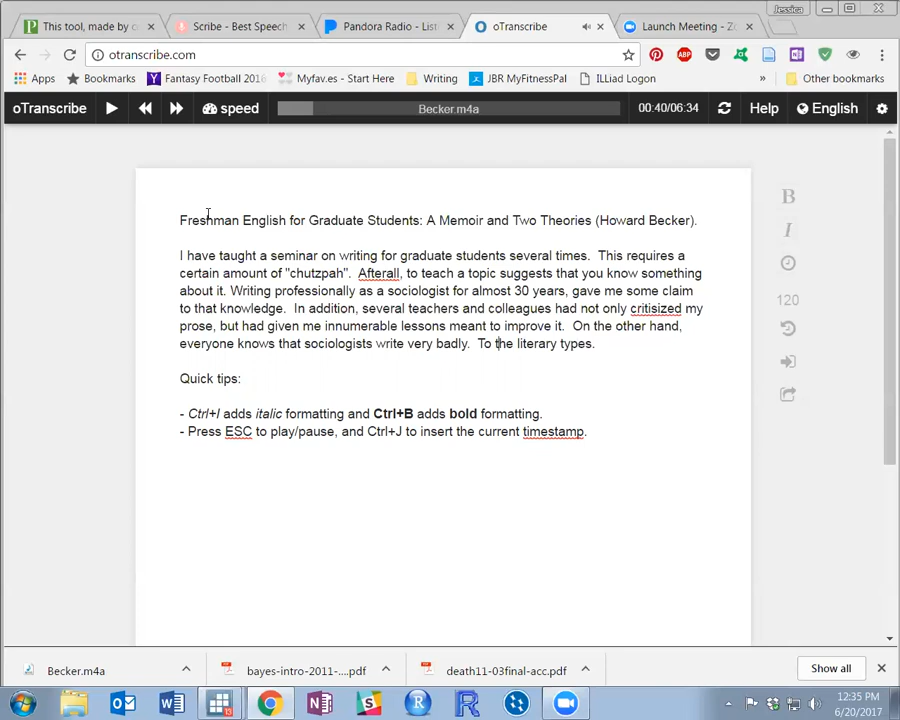 Jessica
This tool, made by o
Scribe - Best Speech
Pandora Radio - List
oTranscribe
Launch Meeting - Zo
otranscribe.com
Apps
Bookmarks
Fantasy Football 2016
Myfav.es - Start Here
Writing
JBR MyFitnessPal
ILLiad Logon
»
Other bookmarks
oTranscribe
speed
Becker.m4a
00:40/06:34
Help
English
Freshman English for Graduate Students: A Memoir and Two Theories (Howard Becker).
I have taught a seminar on writing for graduate students several times.  This requires a
certain amount of "chutzpah".  Afterall, to teach a topic suggests that you know something
about it. Writing professionally as a sociologist for almost 30 years, gave me some claim
to that knowledge.  In addition, several teachers and colleagues had not only critisized my
prose, but had given me innumerable lessons meant to improve it.  On the other hand,
everyone knows that sociologists write very badly.  To the literary types.
Quick tips:
- Ctrl+I adds italic formatting and Ctrl+B adds bold formatting.
- Press ESC to play/pause, and Ctrl+J to insert the current timestamp.
B
I
120
Becker.m4a
bayes-intro-2011-....pdf
death11-03final-acc.pdf
Show all
12:35 PM
6/20/2017